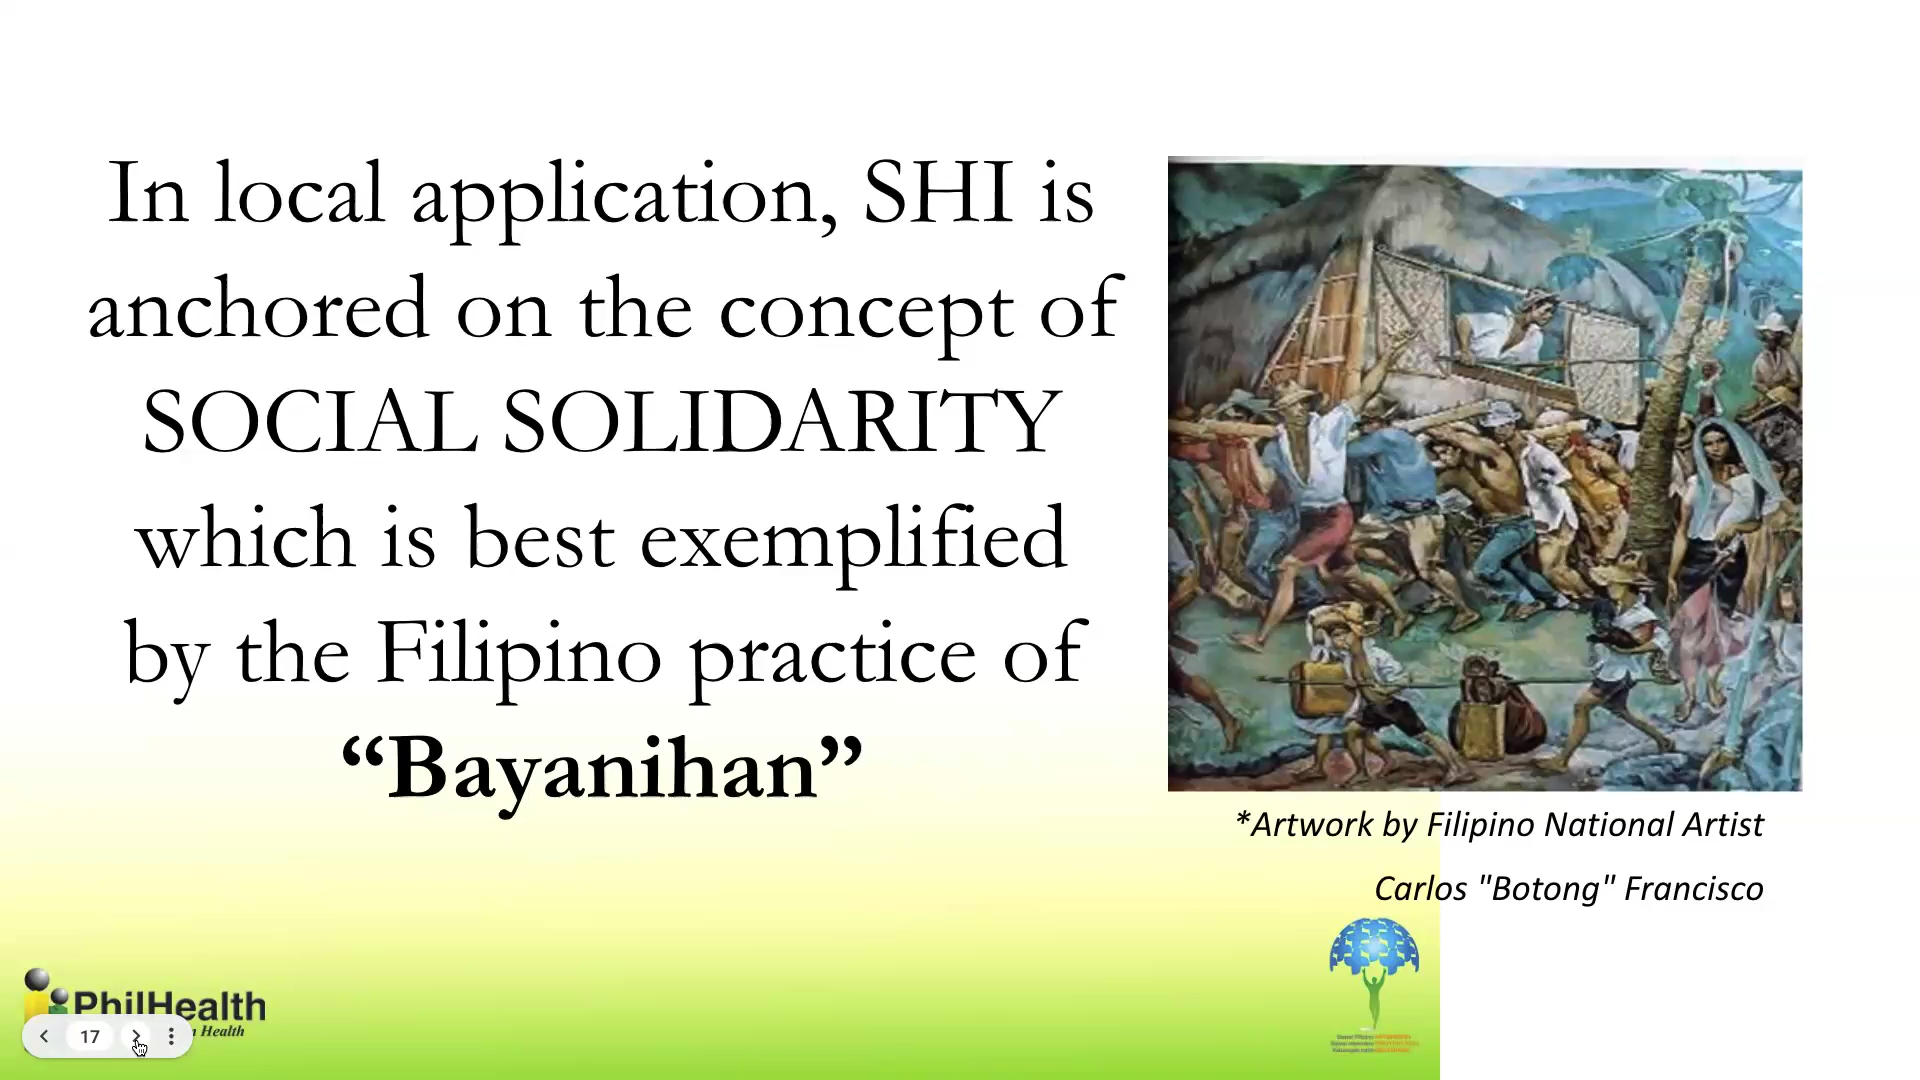 In local application, SHI is
anchored on the concept of
SOCIAL SOLIDARITY
which is best exemplified
by the Filipino practice of
“Bayanihan”
*Artwork by Filipino National Artist
Carlos "Botong" Francisco
PhilHealth
Health
17